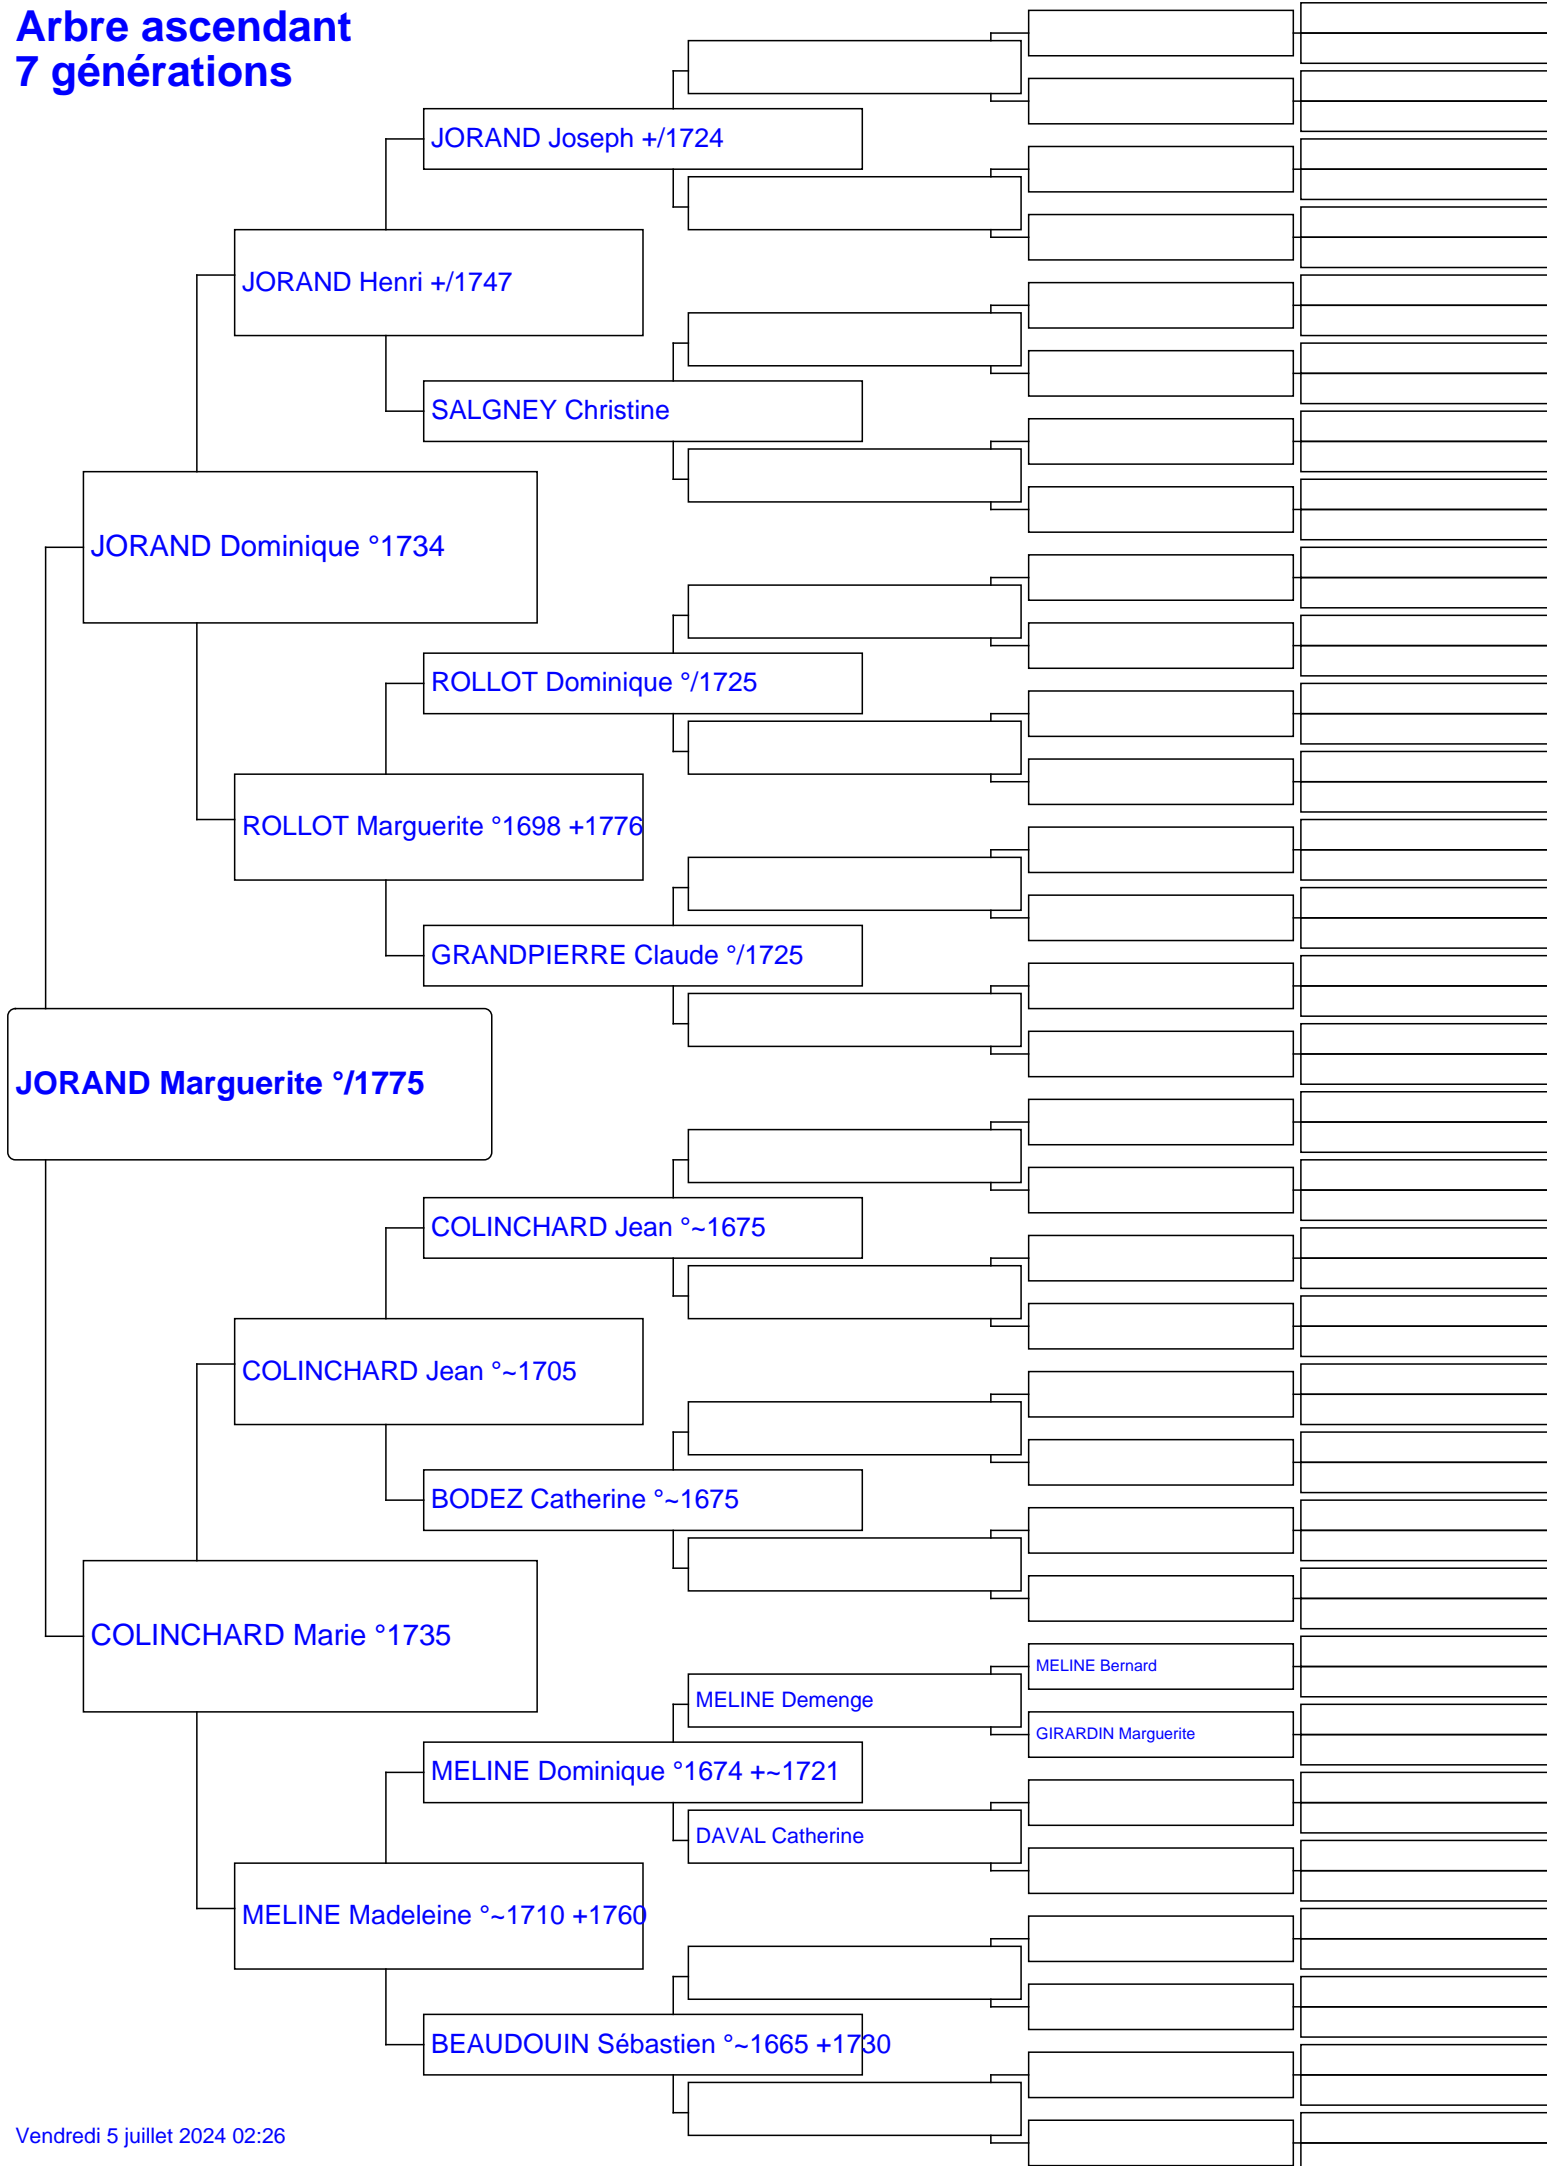 Arbre ascendant
7 générations
JORAND Joseph +/1724
JORAND Henri +/1747
SALGNEY Christine
JORAND Dominique °1734
ROLLOT Dominique °/1725
ROLLOT Marguerite °1698 +1776
GRANDPIERRE Claude °/1725
JORAND Marguerite °/1775
COLINCHARD Jean °~1675
COLINCHARD Jean °~1705
BODEZ Catherine °~1675
COLINCHARD Marie °1735
MELINE Bernard
MELINE Demenge
GIRARDIN Marguerite
MELINE Dominique °1674 +~1721
DAVAL Catherine
MELINE Madeleine °~1710 +1760
BEAUDOUIN Sébastien °~1665 +1730
Vendredi 5 juillet 2024 02:26